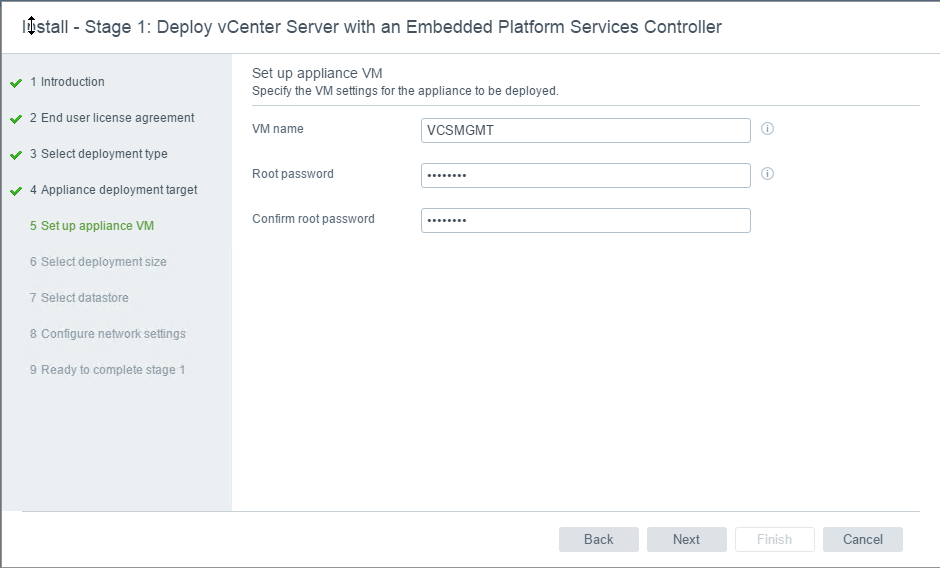 Install - Stage 1: Deploy vCenter Server with an Embedded Platform Services Controller
1 Introduction
2 End user license agreement
3 Select deployment type
4 Appliance deployment target
5 Set up appliance VM
6 Select deployment size
7 Select datastore
8 Configure network settings
9 Ready to complete stage 1
Set up appliance VM
Specify the VM settings for the appliance to be deployed.
VM name
VCSMGMT
Root password
••••••••
Confirm root password
••••••••
Back
Next
Finish
Cancel